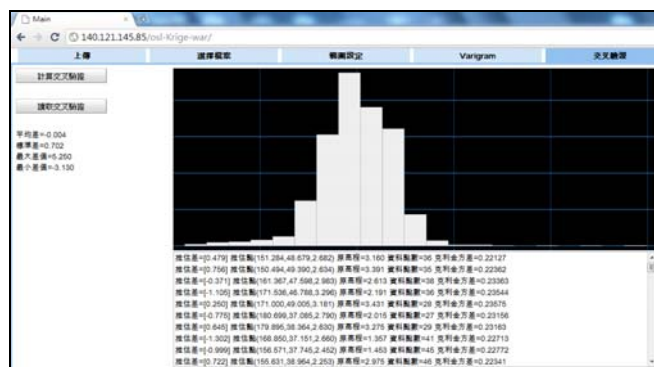 Main
140.121.145.85/osl-Krige-war/
上傳 選擇檔案 範圍設定 Varigram 交叉驗證
計算交叉驗證
讀取交叉驗證
平均差=-0.004
標準差=0.702
最大差值=5.250
最小差值=-3.130
推估差=[0.479] 推估點(151.284,48.679,2.682) 原高程=3.160 資料點數=36 克利金方差=0.22127
推估差=[0.756] 推估點(150.494,49.390,2.634) 原高程=3.391 資料點數=35 克利金方差=0.22362
推估差=[-0.371] 推估點(161.367,47.598,2.983) 原高程=2.613 資料點數=38 克利金方差=0.23363
推估差=[-1.105] 推估點(171.536,46.788,3.296) 原高程=2.191 資料點數=36 克利金方差=0.23544
推估差=[0.250] 推估點(171.000,49.005,3.181) 原高程=3.431 資料點數=28 克利金方差=0.23575
推估差=[-0.775] 推估點(180.699,37.085,2.790) 原高程=2.015 資料點數=27 克利金方差=0.23156
推估差=[0.645] 推估點(179.895,38.364,2.630) 原高程=3.275 資料點數=29 克利金方差=0.23163
推估差=[-1.302] 推估點(168.850,37.151,2.660) 原高程=1.357 資料點數=41 克利金方差=0.22713
推估差=[-0.999] 推估點(156.571,37.745,2.452) 原高程=1.453 資料點數=45 克利金方差=0.22772
推估差=[0.722] 推估點(155.631,38.964,2.253) 原高程=2.975 資料點數=46 克利金方差=0.22341